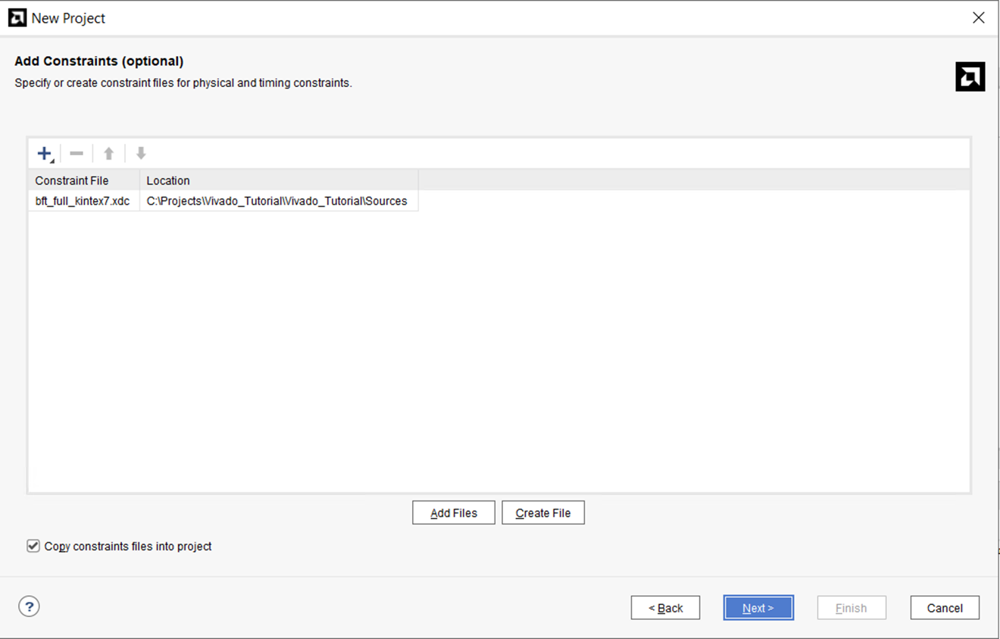 New Project
Add Constraints (optional)
Specify or create constraint files for physical and timing constraints.
Constraint File Location
bft_full_kintex7.xdc C:\Projects\Vivado_Tutorial\Vivado_Tutorial\Sources
Add Files Create File
Copy constraints files into project
? < Back Next > Finish Cancel